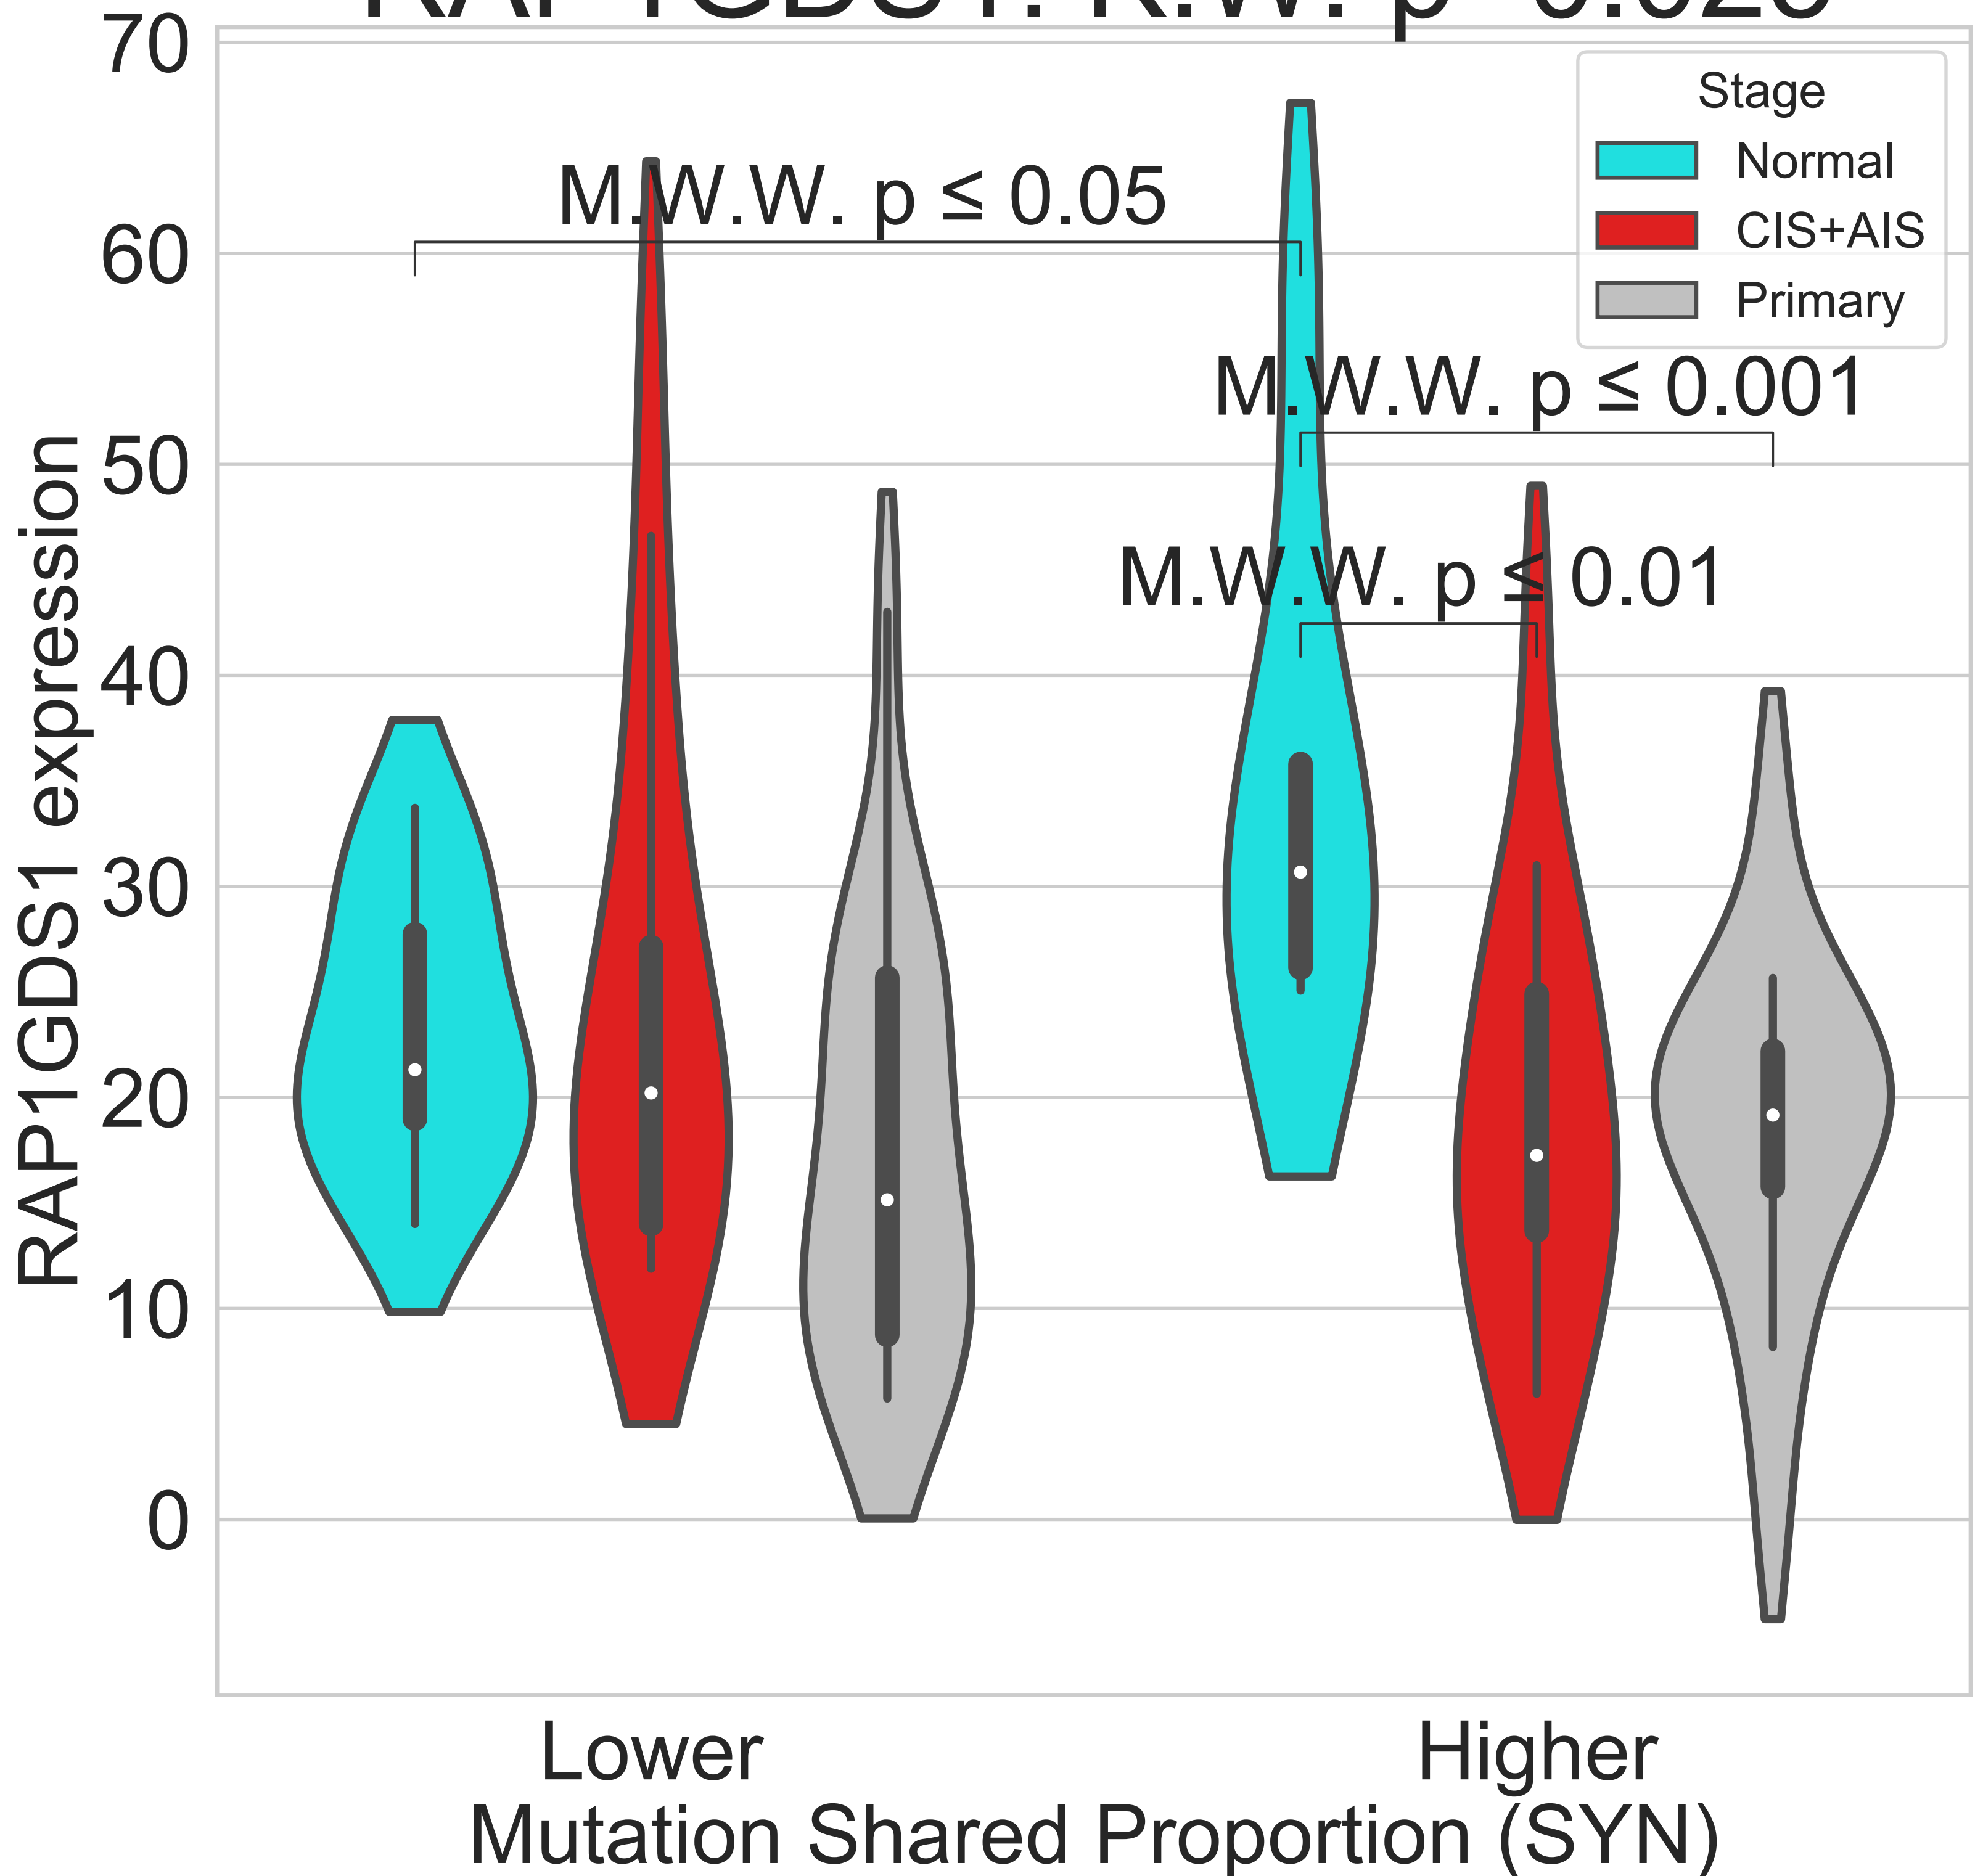 RAP1GDS1
70
60
50
40
30
20
10
0
RAP1GDS1 expression
Stage
Normal
CIS+AIS
Primary
M.W.W. p ≤ 0.05
M.W.W. p ≤ 0.001
M.W.W. p ≤ 0.01
Lower
Higher
Mutation Shared Proportion (SYN)